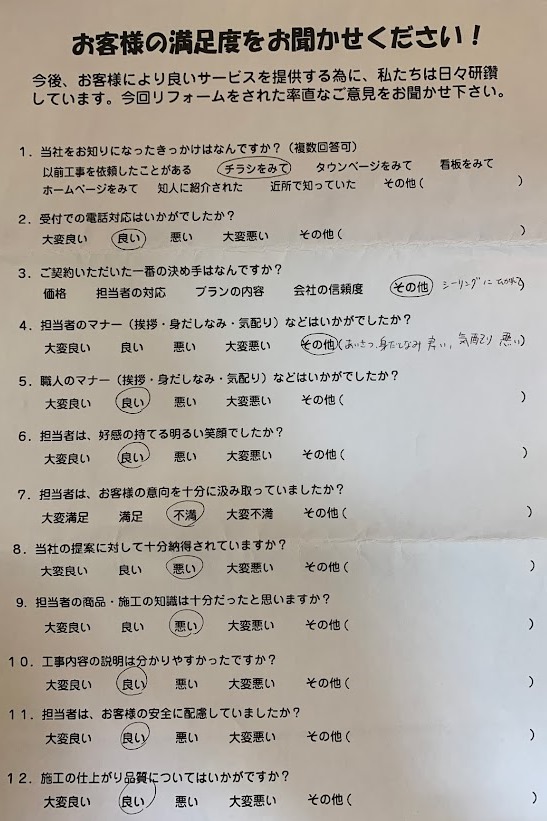 お客様の満足度をお聞かせください！
今後、お客様により良いサービスを提供する為に、私たちは日々研鑽
しています。今回リフォームをされた率直なご意見をお聞かせ下さい。
１．当社をお知りになったきっかけはなんですか？（複数回答可）
以前工事を依頼したことがある　チラシをみて　タウンページをみて　看板をみて
ホームページをみて　知人に紹介された　近所で知っていた　その他（　）
２．受付での電話対応はいかがでしたか？
大変良い　良い　悪い　大変悪い　その他（　）
３．ご契約いただいた一番の決め手はなんですか？
価格　担当者の対応　プランの内容　会社の信頼度　その他　シーリングに
４．担当者のマナー（挨拶・身だしなみ・気配り）などはいかがでしたか？
大変良い　良い　悪い　大変悪い　その他（あいさつ、身だしなみ 良い、気配り 悪い）
５．職人のマナー（挨拶・身だしなみ・気配り）などはいかがでしたか？
大変良い　良い　悪い　大変悪い　その他（　）
６．担当者は、好感の持てる明るい笑顔でしたか？
大変良い　良い　悪い　大変悪い　その他（　）
７．担当者は、お客様の意向を十分に汲み取っていましたか？
大変満足　満足　不満　大変不満　その他（　）
８．当社の提案に対して十分納得されていますか？
大変良い　良い　悪い　大変悪い　その他（　）
９．担当者の商品・施工の知識は十分だったと思いますか？
大変良い　良い　悪い　大変悪い　その他（　）
１０．工事内容の説明は分かりやすかったですか？
大変良い　良い　悪い　大変悪い　その他（　）
１１．担当者は、お客様の安全に配慮していましたか？
大変良い　良い　悪い　大変悪い　その他（　）
１２．施工の仕上がり品質についてはいかがですか？
大変良い　良い　悪い　大変悪い　その他（　）